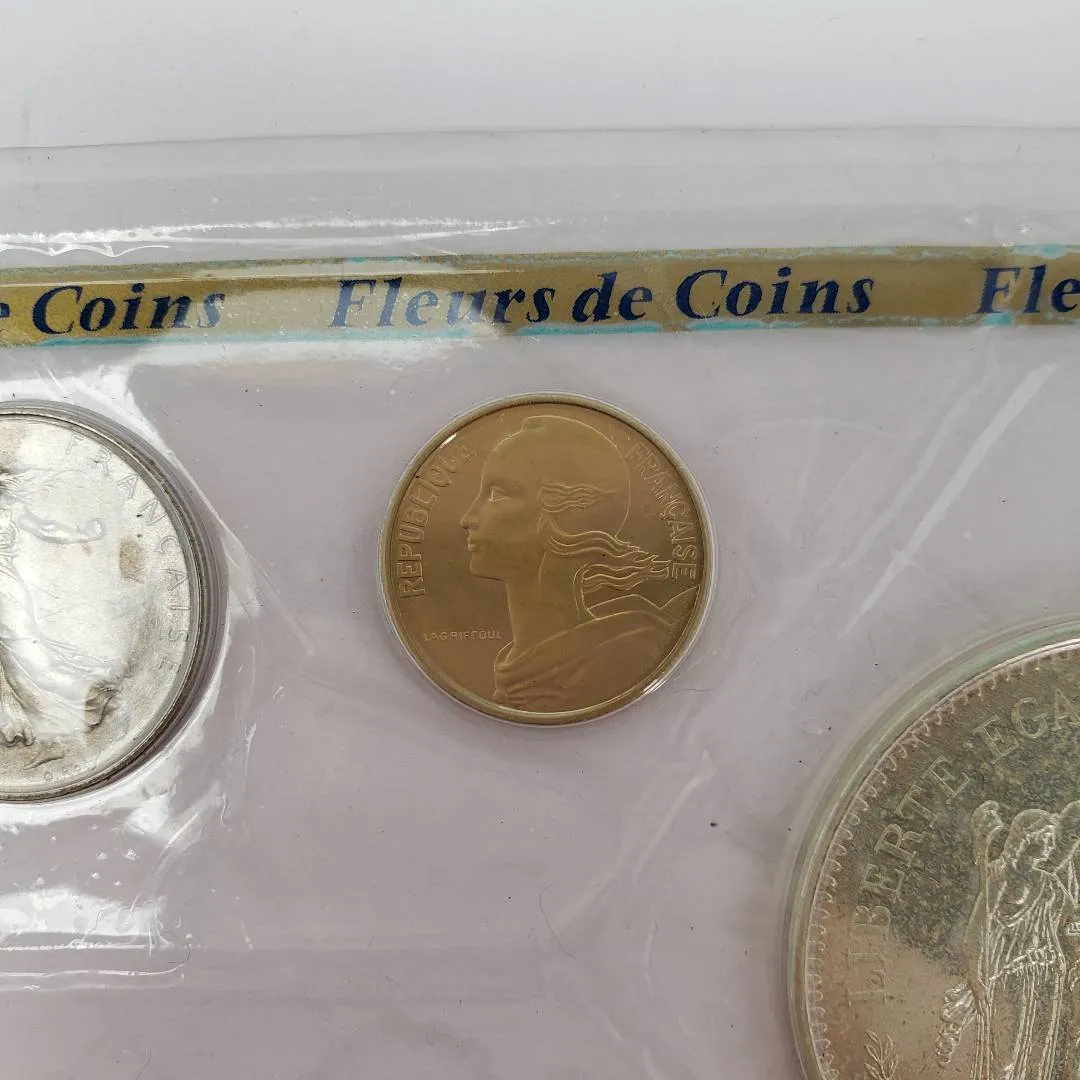 e Coins Fleurs de Coins Fle
FRANÇAISE
REPUBLIQUE FRANÇAISE
LAGRIFFOUL
LIBERTE EGA